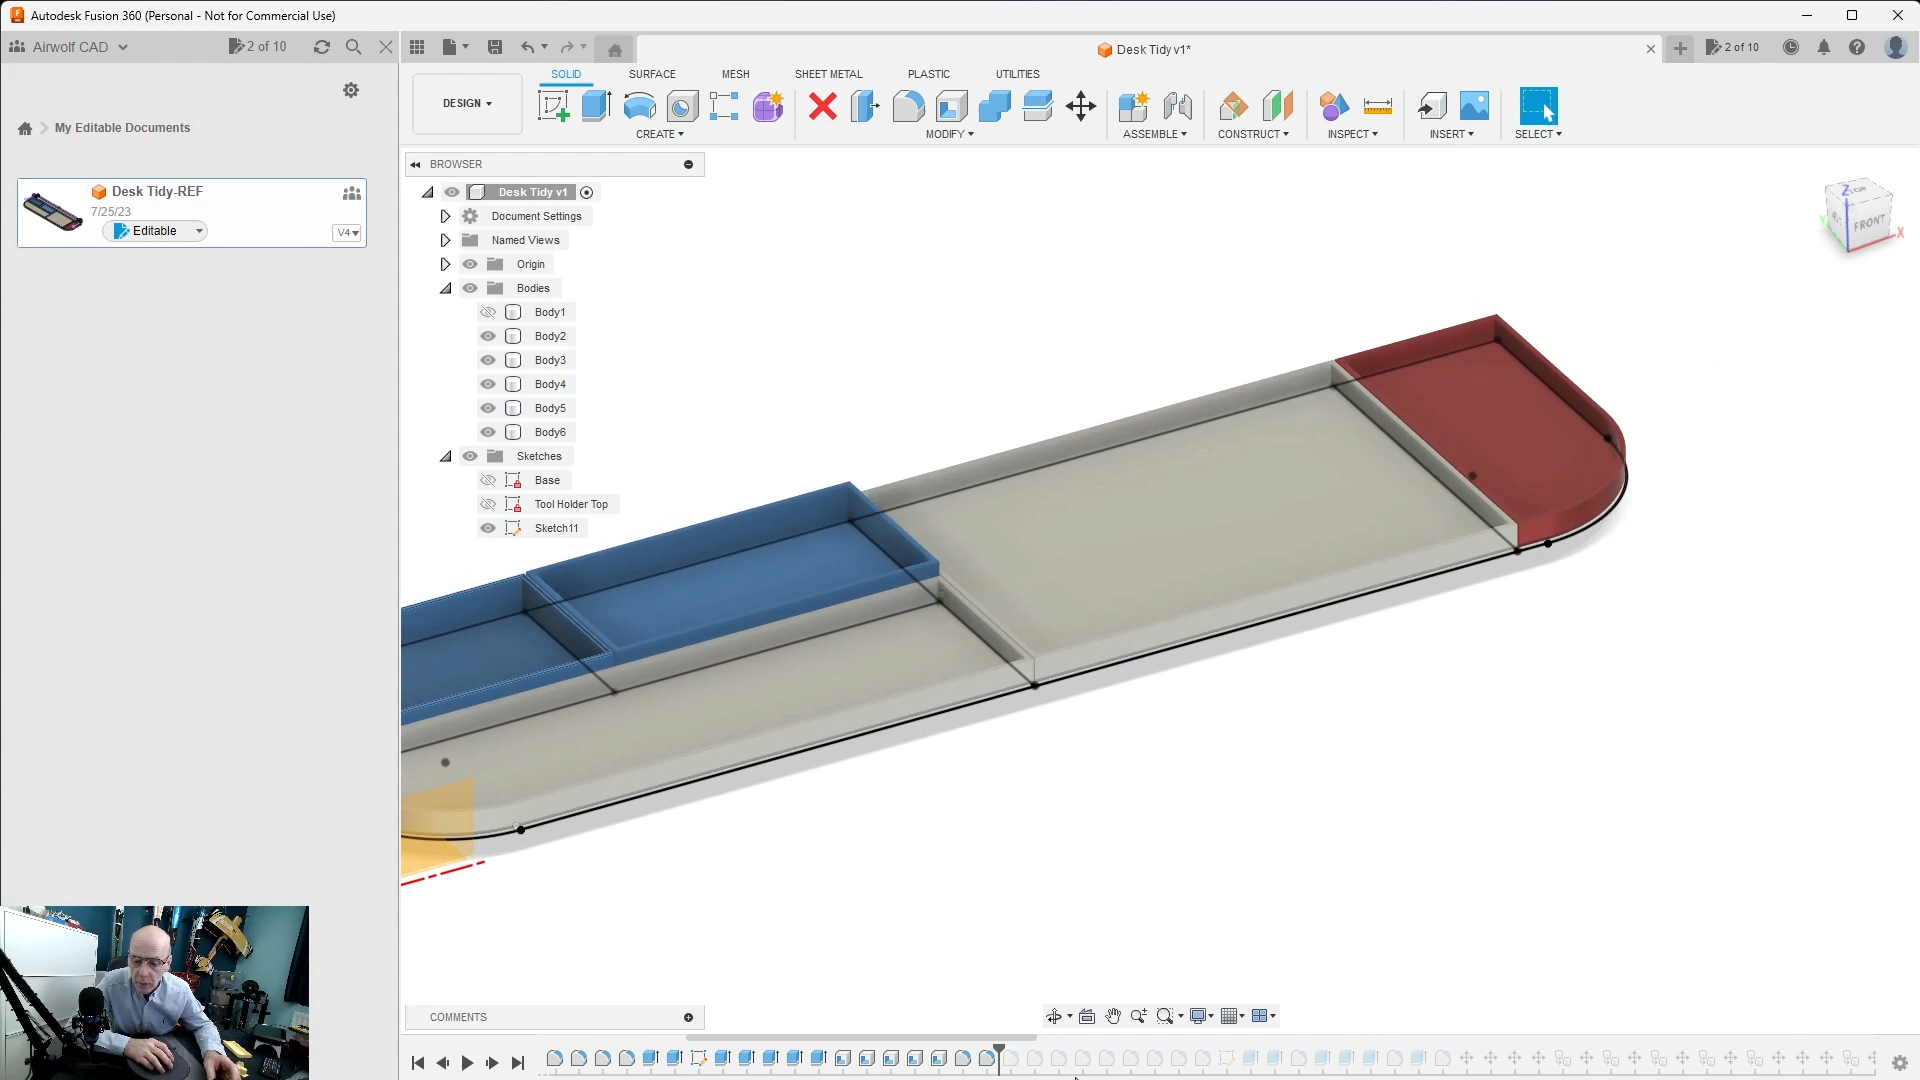 Autodesk Fusion 360 (Personal - Not for Commercial Use)
Airwolf CAD
2 of 10
Desk Tidy v1*
2 of 10
SOLID
SURFACE
MESH
SHEET METAL
PLASTIC
UTILITIES
DESIGN
CREATE
MODIFY
ASSEMBLE
CONSTRUCT
INSPECT
INSERT
SELECT
My Editable Documents
Desk Tidy-REF
7/25/23
Editable
V4
BROWSER
Desk Tidy v1
Document Settings
Named Views
Origin
Bodies
Body1
Body2
Body3
Body4
Body5
Body6
Sketches
Base
Tool Holder Top
Sketch11
Z
TOP
FRONT
X
COMMENTS